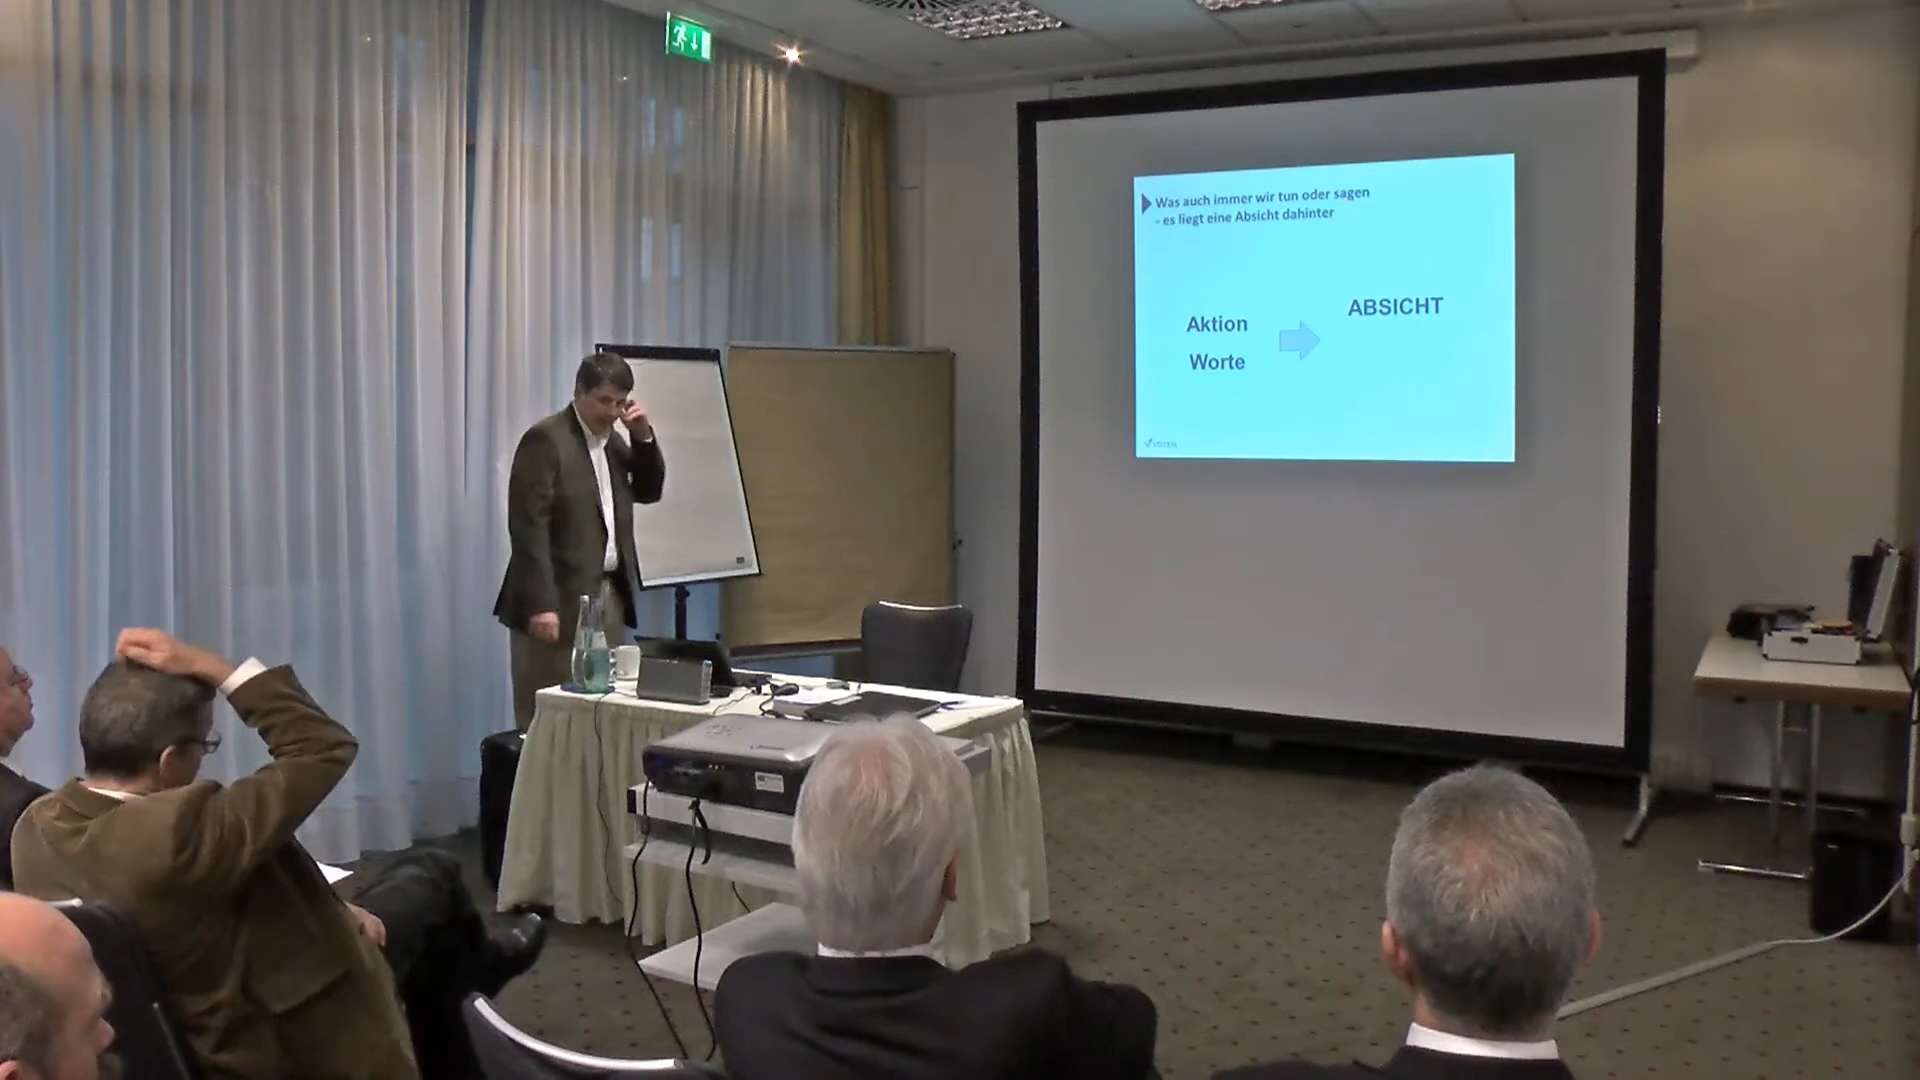 Was auch immer wir tun oder sagen
- es liegt eine Absicht dahinter
Aktion
Worte
ABSICHT